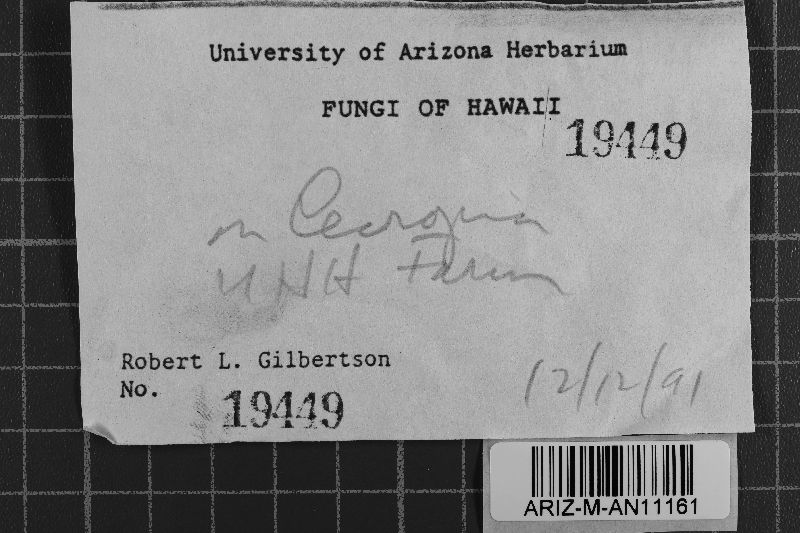 University of Arizona Herbarium
FUNGI OF HAWAII
19449
on Cecropia
UHH Farm
Robert L. Gilbertson
No.
19449
12/12/91
ARIZ-M-AN11161